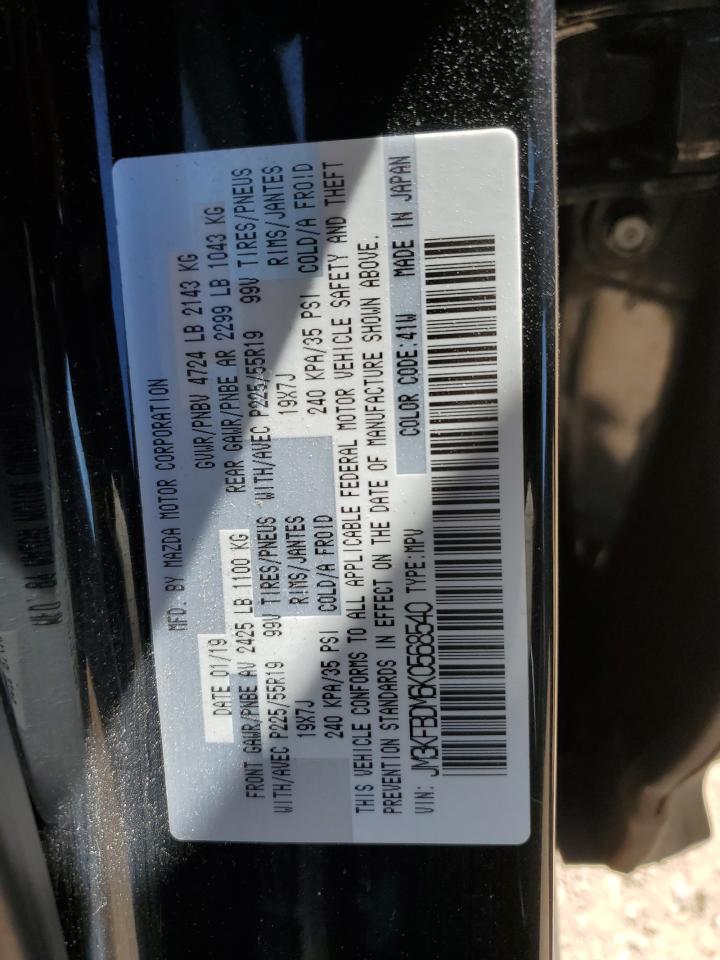 MFD. BY MAZDA MOTOR CORPORATION
DATE 01/19 GVWR/PNBV 4724 LB 2143 KG
FRONT GAWR/PNBE AV 2425 LB 1100 KG REAR GAWR/PNBE AR 2299 LB 1043 KG
WITH/AVEC P225/55R19 99V TIRES/PNEUS WITH/AVEC P225/55R19 99V TIRES/PNEUS
19X7J RIMS/JANTES 19X7J RIMS/JANTES
240 KPA/35 PSI COLD/A FROID 240 KPA/35 PSI COLD/A FROID
THIS VEHICLE CONFORMS TO ALL APPLICABLE FEDERAL MOTOR VEHICLE SAFETY AND THEFT
PREVENTION STANDARDS IN EFFECT ON THE DATE OF MANUFACTURE SHOWN ABOVE.
VIN: JM3KFBDM6K0563540 TYPE:MPV COLOR CODE:41W MADE IN JAPAN